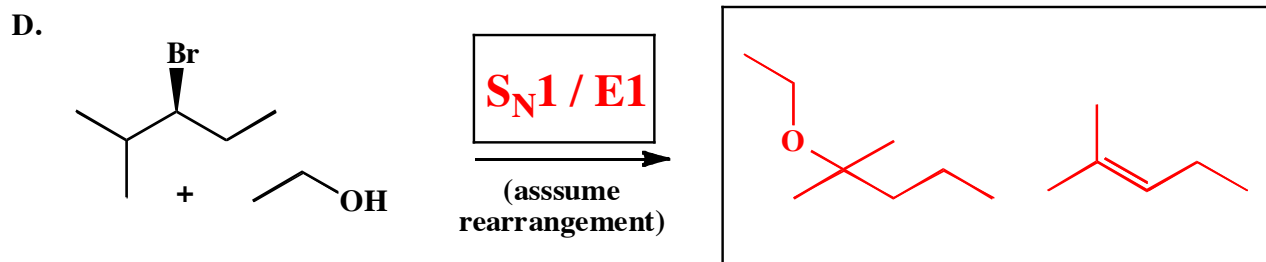 D.
Br
+
OH
SN1 / E1
(asssume
rearrangement)
O